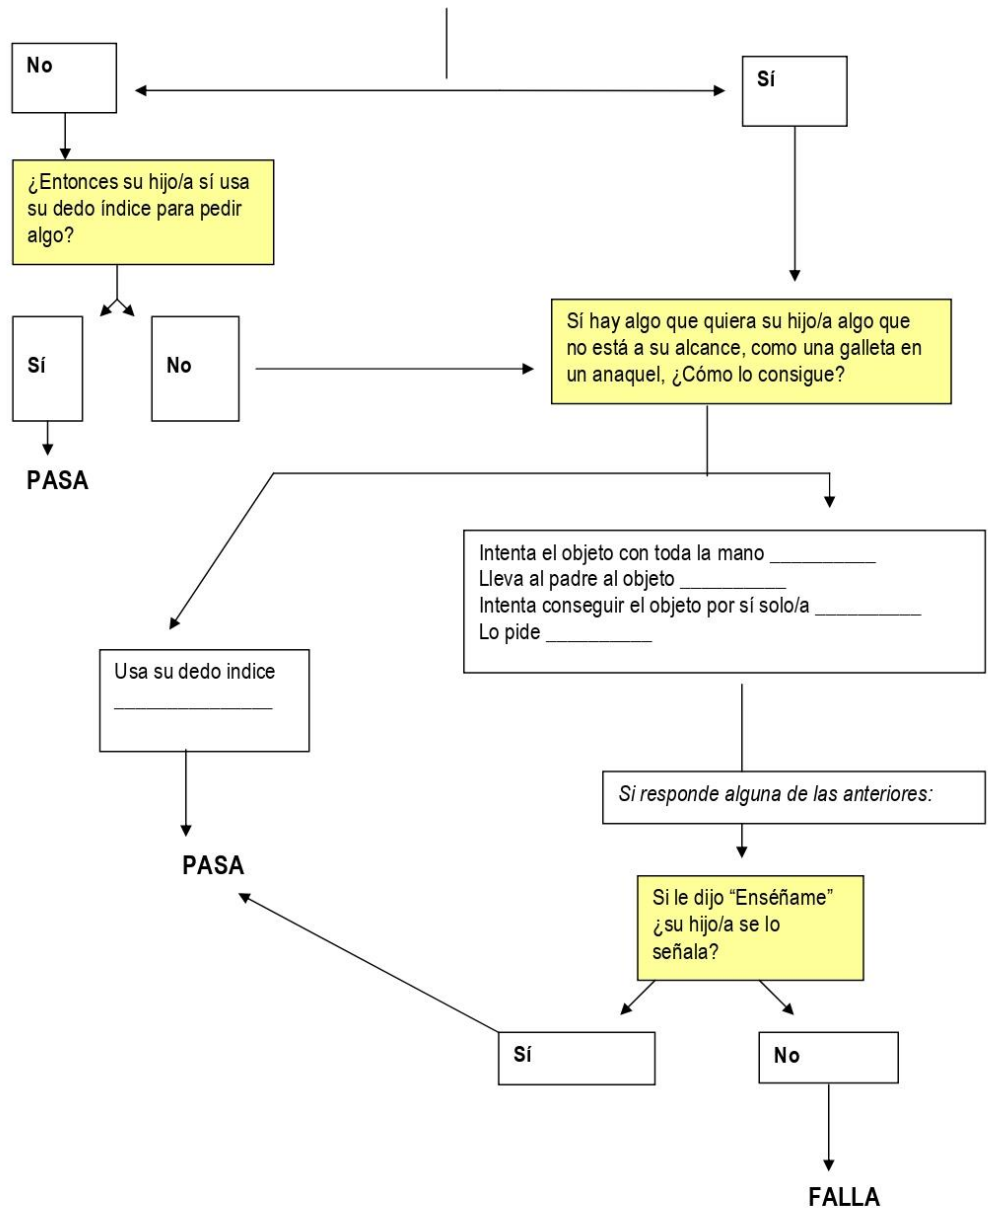 No
Sí
¿Entonces su hijo/a sí usa
su dedo índice para pedir
algo?
Sí
No
Sí hay algo que quiera su hijo/a algo que
no está a su alcance, como una galleta en
un anaquel, ¿Cómo lo consigue?
PASA
Intenta el objeto con toda la mano __________
Lleva al padre al objeto __________
Intenta conseguir el objeto por sí solo/a __________
Lo pide __________
Usa su dedo indice
_______________
Si responde alguna de las anteriores:
PASA
Si le dijo “Enséñame”
¿su hijo/a se lo
señala?
Sí
No
FALLA